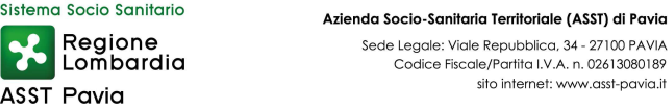 Sistema Socio Sanitario
Regione
Lombardia
ASST Pavia
Azienda Socio-Sanitaria Territoriale (ASST) di Pavia
Sede Legale: Viale Repubblica, 34 - 27100 PAVIA
Codice Fiscale/Partita I.V.A. n. 02613080189
sito internet: www.asst-pavia.it